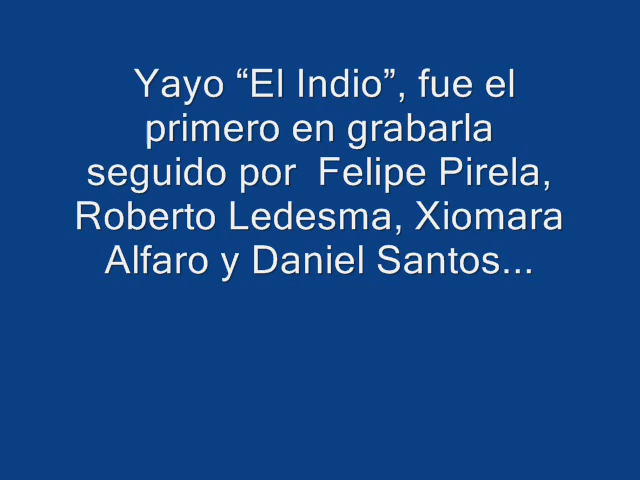 Yayo “El Indio”, fue el
primero en grabarla
seguido por  Felipe Pirela,
Roberto Ledesma, Xiomara
Alfaro y Daniel Santos...